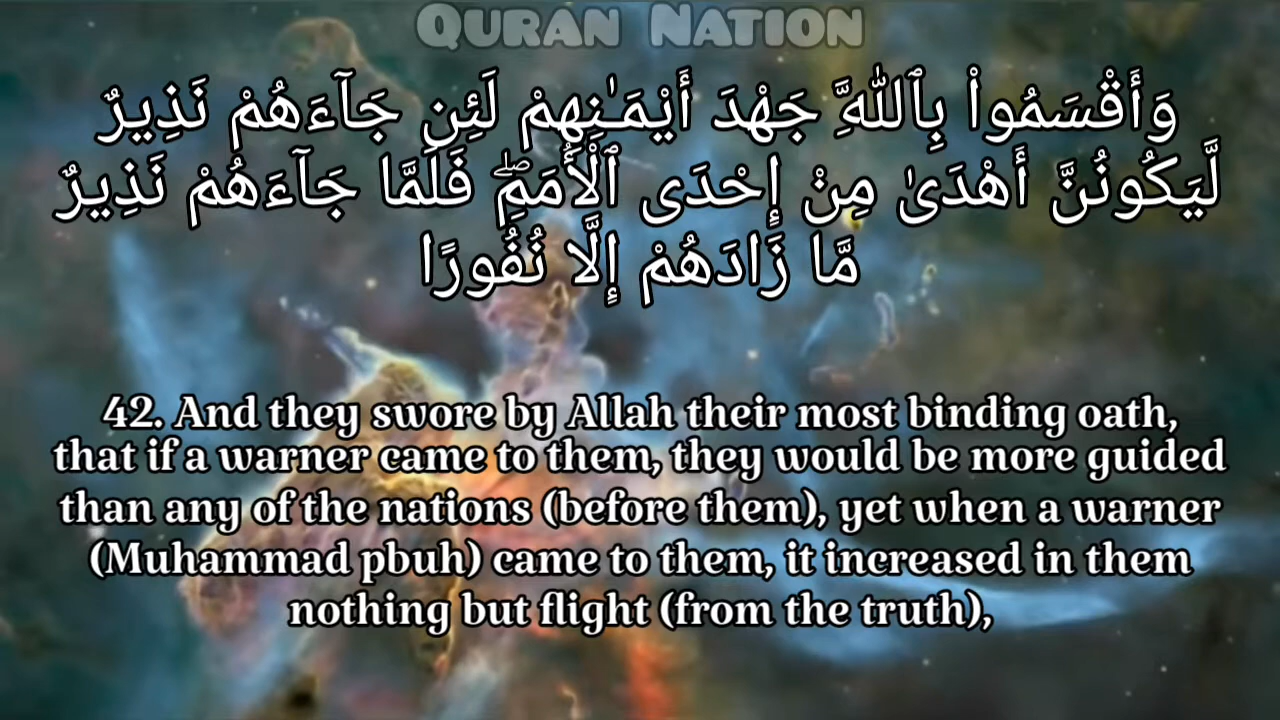 QURAN NATION
وَأَقْسَمُوا۟ بِٱللَّهِ جَهْدَ أَيْمَـٰنِهِمْ لَئِن جَآءَهُمْ نَذِيرٌ
لَّيَكُونُنَّ أَهْدَىٰ مِنْ إِحْدَى ٱلْأُمَمِ ۖ فَلَمَّا جَآءَهُمْ نَذِيرٌ
مَّا زَادَهُمْ إِلَّا نُفُورًا
42. And they swore by Allah their most binding oath,
that if a warner came to them, they would be more guided
than any of the nations (before them), yet when a warner
(Muhammad pbuh) came to them, it increased in them
nothing but flight (from the truth),